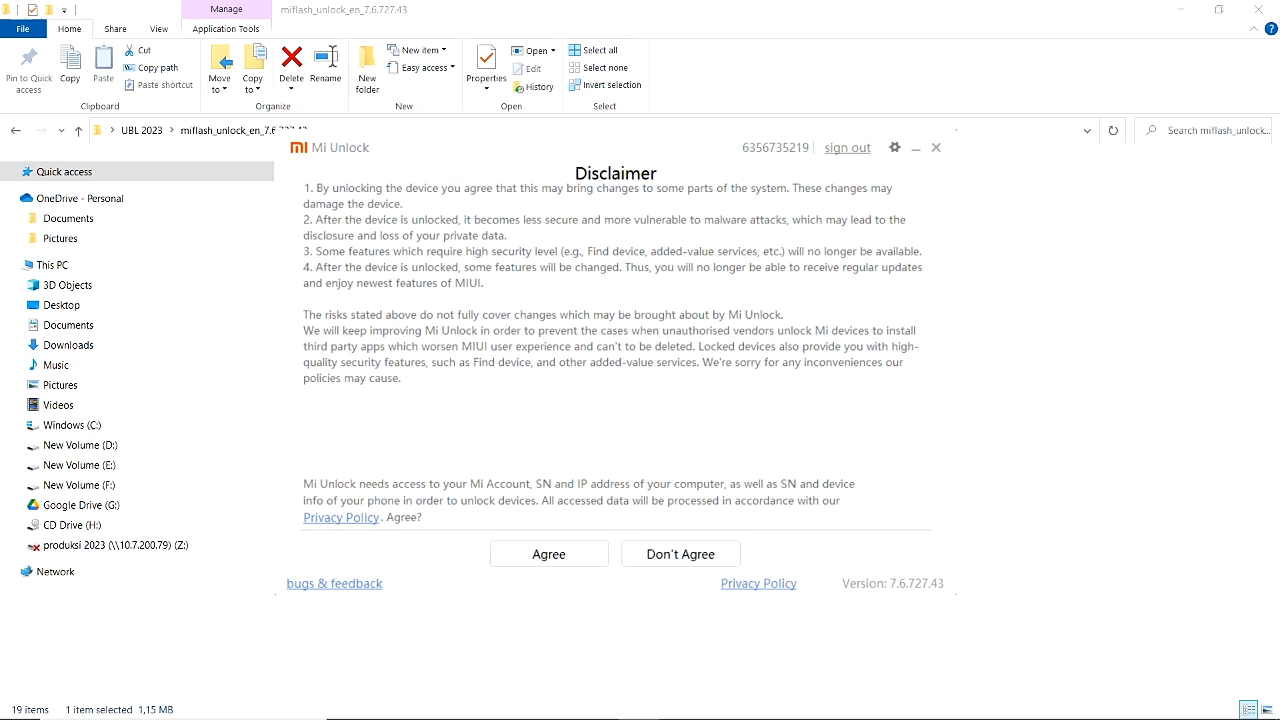 Manage
miflash_unlock_en_7.6.727.43
File
Home
Share
View
Application Tools
Pin to Quick access
Copy
Paste
Cut
Copy path
Paste shortcut
Move to
Copy to
Delete
Rename
New folder
New item
Easy access
Properties
Open
Edit
History
Select all
Select none
Invert selection
Clipboard
Organize
New
Open
Select
UBL 2023 > miflash_unlock_en_7.6.727.43
Search miflash_unlock...
Quick access
OneDrive - Personal
Documents
Pictures
This PC
3D Objects
Desktop
Documents
Downloads
Music
Pictures
Videos
Windows (C:)
New Volume (D:)
New Volume (E:)
New Volume (F:)
Google Drive (G:)
CD Drive (H:)
produksi 2023 (\\10.7.200.79) (Z:)
Network
Mi Unlock
6356735219
sign out
Disclaimer
1. By unlocking the device you agree that this may bring changes to some parts of the system. These changes may
damage the device.
2. After the device is unlocked, it becomes less secure and more vulnerable to malware attacks, which may lead to the
disclosure and loss of your private data.
3. Some features which require high security level (e.g., Find device, added-value services, etc.) will no longer be available.
4. After the device is unlocked, some features will be changed. Thus, you will no longer be able to receive regular updates
and enjoy newest features of MIUI.
The risks stated above do not fully cover changes which may be brought about by Mi Unlock.
We will keep improving Mi Unlock in order to prevent the cases when unauthorised vendors unlock Mi devices to install
third party apps which worsen MIUI user experience and can't to be deleted. Locked devices also provide you with high-
quality security features, such as Find device, and other added-value services. We're sorry for any inconveniences our
policies may cause.
Mi Unlock needs access to your Mi Account, SN and IP address of your computer, as well as SN and device
info of your phone in order to unlock devices. All accessed data will be processed in accordance with our
Privacy Policy. Agree?
Agree
Don't Agree
bugs & feedback
Privacy Policy
Version: 7.6.727.43
19 items
1 item selected 1,15 MB